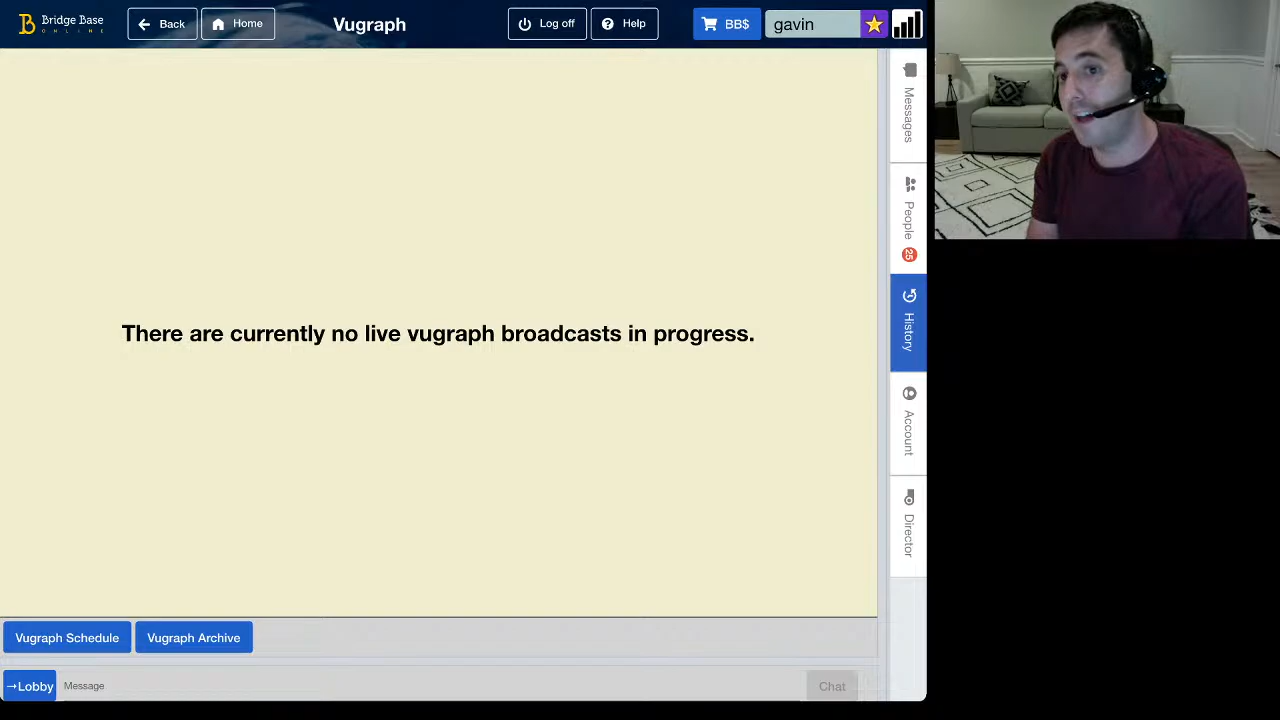 Bridge Base
ONLINE
Back
Home
Vugraph
Log off
Help
BB$
gavin
Messages
People
25
History
Account
Director
There are currently no live vugraph broadcasts in progress.
Vugraph Schedule
Vugraph Archive
→Lobby
Message
Chat